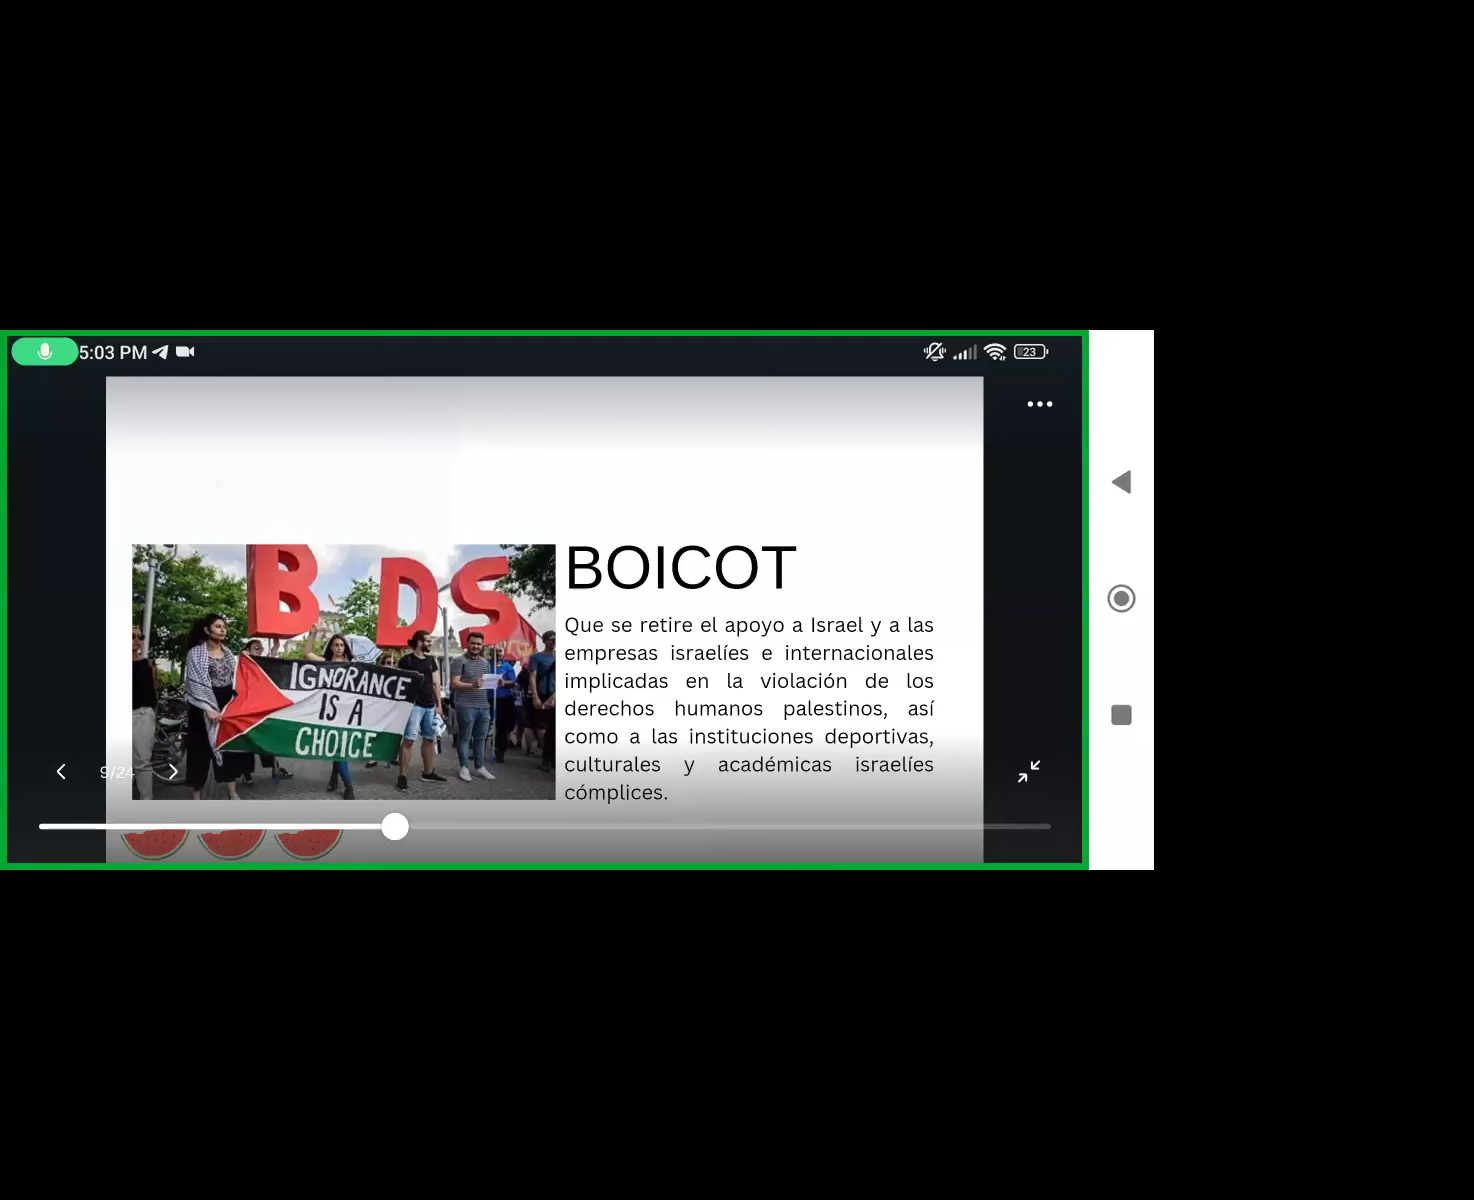 5:03 PM
23
BOICOT
B DS
IGNORANCE
IS A
CHOICE
Que se retire el apoyo a Israel y a las
empresas israelíes e internacionales
implicadas en la violación de los
derechos humanos palestinos, así
como a las instituciones deportivas,
culturales y académicas israelíes
cómplices.
9/24